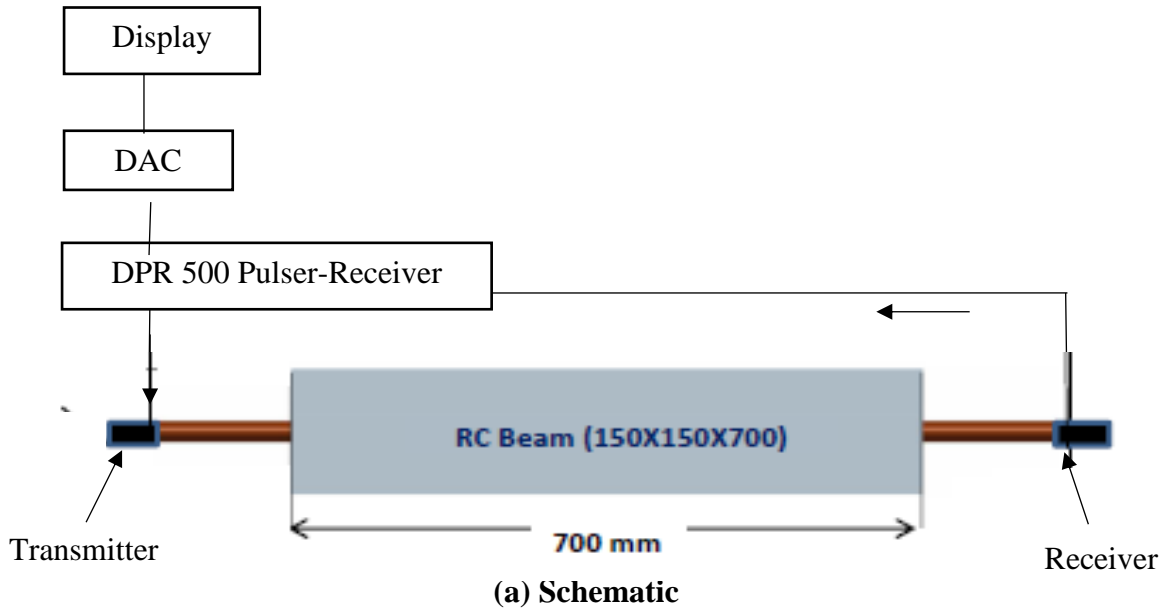 Display
DAC
DPR 500 Pulser-Receiver
RC Beam (150X150X700)
700 mm
Transmitter
Receiver
(a) Schematic